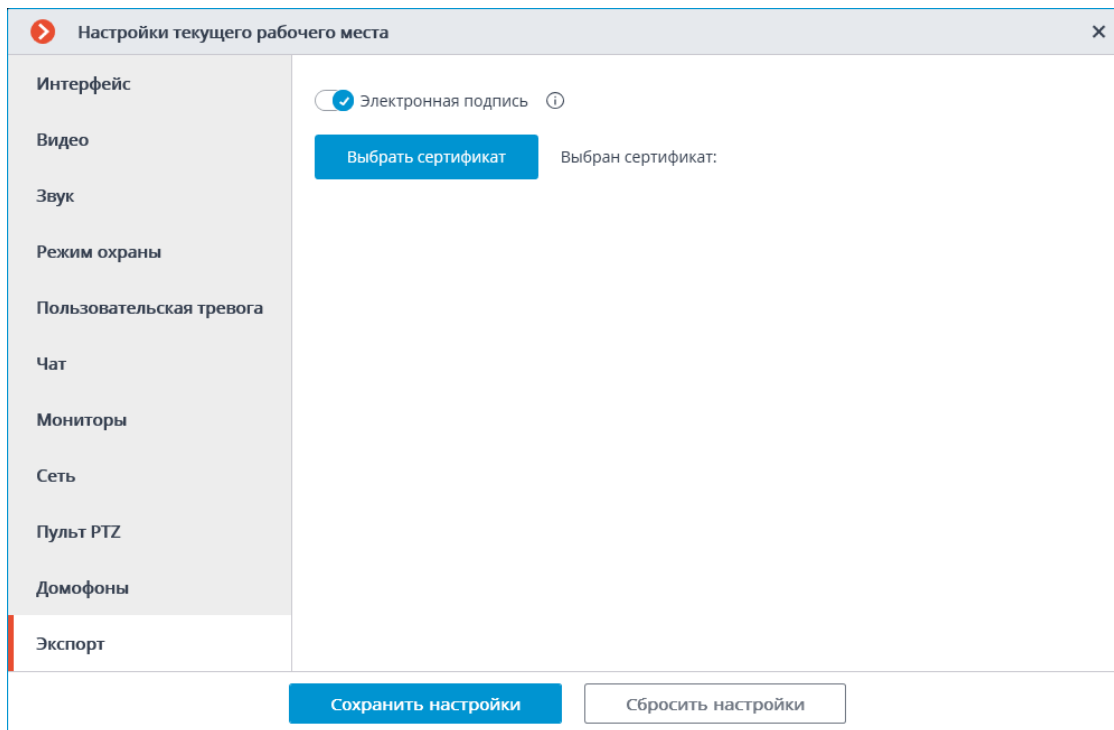 Настройки текущего рабочего места
Интерфейс
Видео
Звук
Режим охраны
Пользовательская тревога
Чат
Мониторы
Сеть
Пульт PTZ
Домофоны
Экспорт
Электронная подпись
Выбрать сертификат
Выбран сертификат:
Сохранить настройки
Сбросить настройки